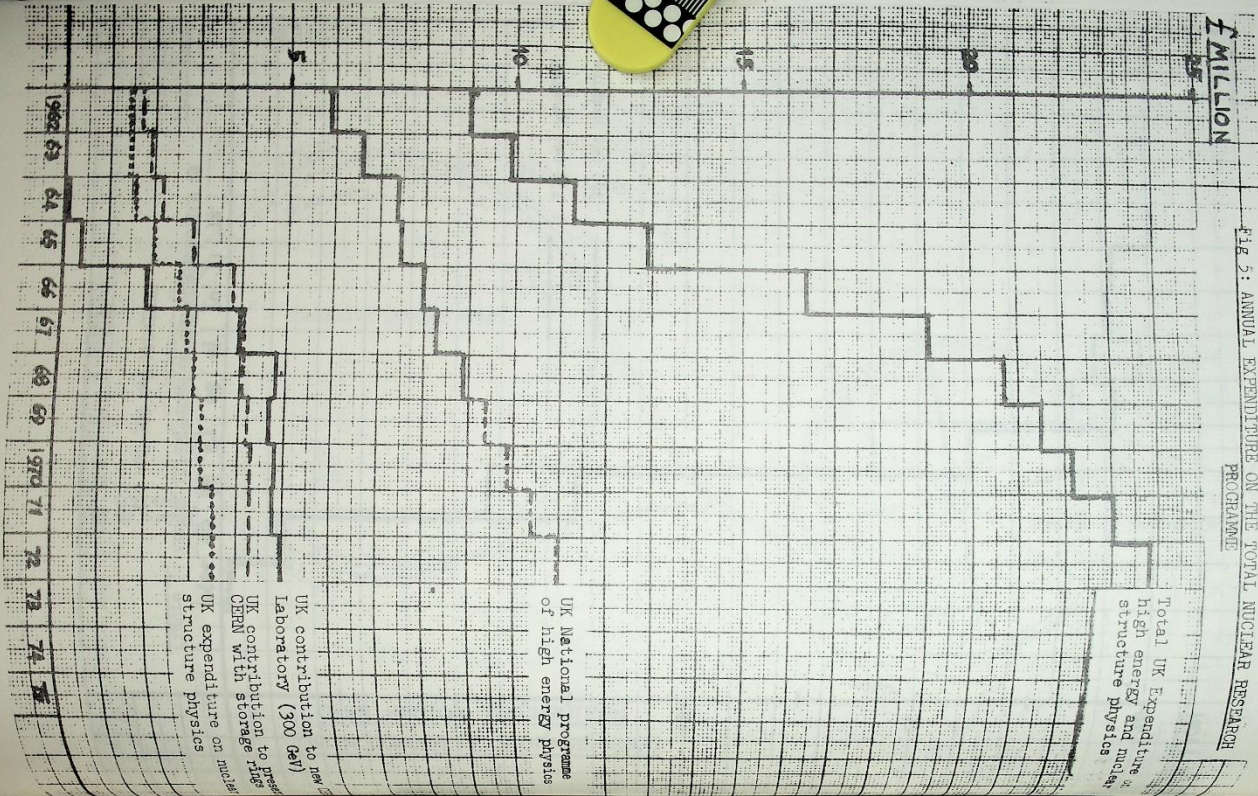 Fig 5: ANNUAL EXPENDITURE ON THE TOTAL NUCLEAR RESEARCH
PROGRAMME
£ MILLION
25
20
15
10
5
Total UK Expenditure on
high energy and nuclear
structure physics
UK National programme
of high energy physics
UK contribution to new
Laboratory (300 GeV)
UK contribution to present
CERN with storage rings
UK expenditure on nuclear
structure physics
1962 63 64 65 66 67 68 69 1970 71 72 73 74